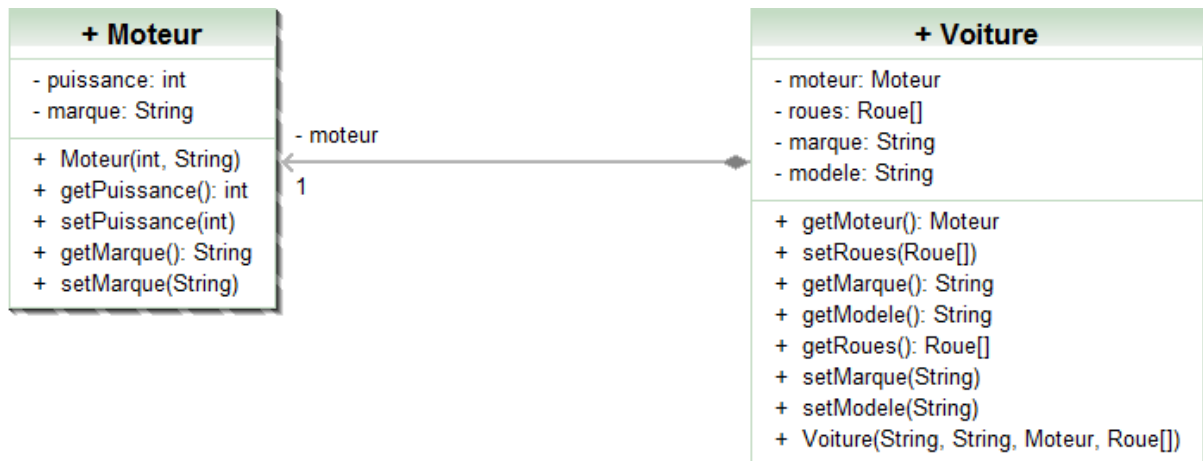 + Moteur
- puissance: int
- marque: String
+ Moteur(int, String)
+ getPuissance(): int
+ setPuissance(int)
+ getMarque(): String
+ setMarque(String)
- moteur
1
+ Voiture
- moteur: Moteur
- roues: Roue[]
- marque: String
- modele: String
+ getMoteur(): Moteur
+ setRoues(Roue[])
+ getMarque(): String
+ getModele(): String
+ getRoues(): Roue[]
+ setMarque(String)
+ setModele(String)
+ Voiture(String, String, Moteur, Roue[])